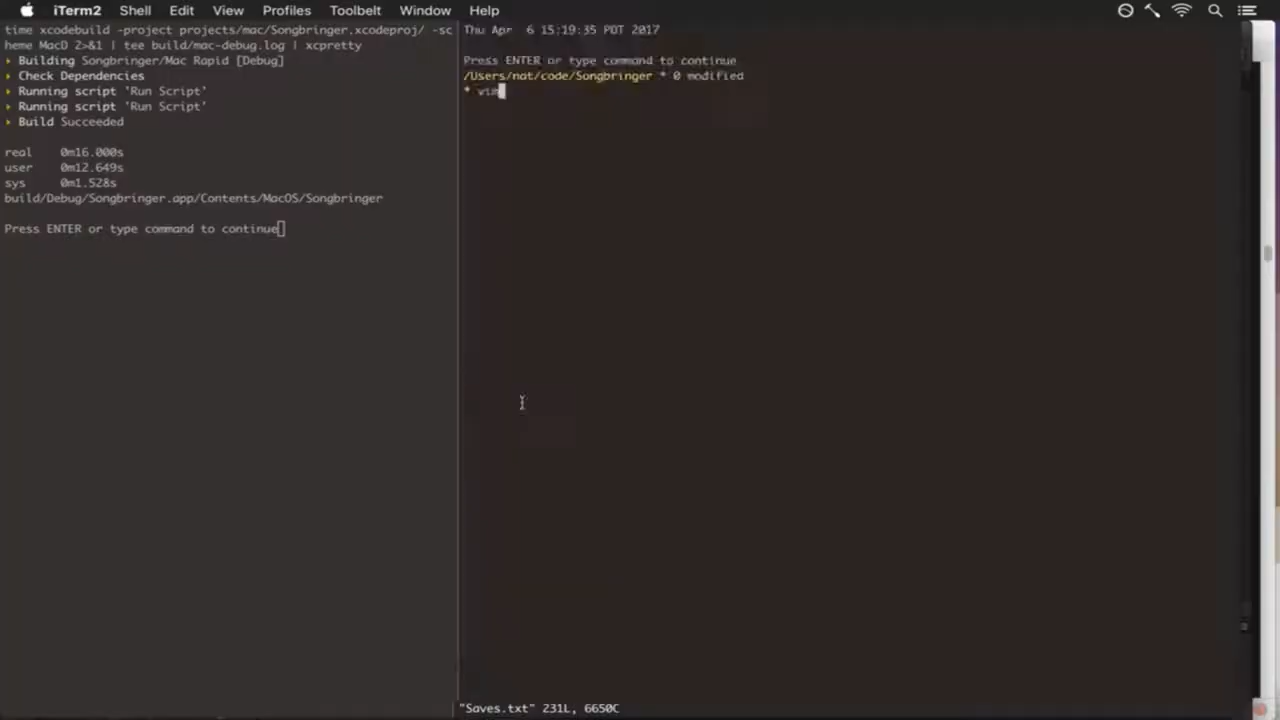 iTerm2 Shell Edit View Profiles Toolbelt Window Help
time xcodebuild -project projects/mac/Songbringer.xcodeproj/ -sc
heme MacD 2>&1 | tee build/mac-debug.log | xcpretty
Building Songbringer/Mac Rapid [Debug]
Check Dependencies
Running script 'Run Script'
Running script 'Run Script'
Build Succeeded
real 0m16.000s
user 0m12.649s
sys 0m1.528s
build/Debug/Songbringer.app/Contents/MacOS/Songbringer
Press ENTER or type command to continue
Thu Apr 6 15:19:35 PDT 2017
Press ENTER or type command to continue
/Users/nat/code/Songbringer * 0 modified
* vim
"Saves.txt" 231L, 6650C